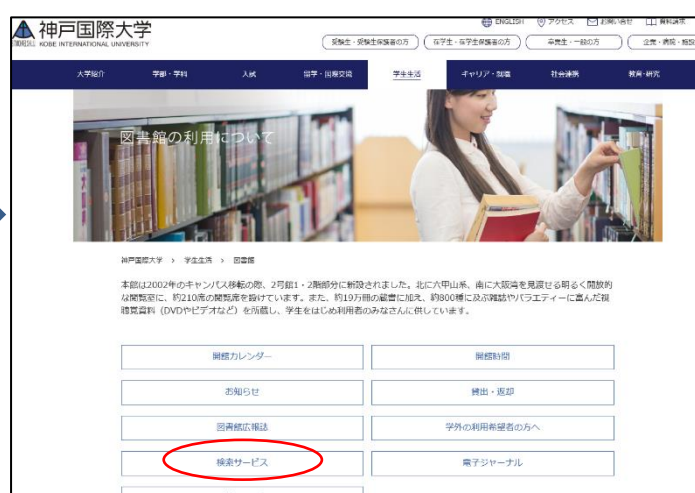 神戸国際大学
KOBE INTERNATIONAL UNIVERSITY
ENGLISH アクセス お問い合せ 資料請求
受験生・受験生保護者の方 在学生・在学生保護者の方 卒業生・一般の方 企業・病院・施設
大学紹介 学部・学科 入試 留学・国際交流 学生生活 キャリア・就職 社会連携 教育・研究
図書館の利用について
神戸国際大学 › 学生生活 › 図書館
本館は2002年のキャンパス移転の際、2号館1・2階部分に新設されました。北に六甲山系、南に大阪湾を見渡せる明るく開放的
な閲覧室に、約210席の閲覧席を設けています。また、約19万冊の蔵書に加え、約800種に及ぶ雑誌やバラエティーに富んだ視
聴覚資料（DVDやビデオなど）を所蔵し、学生をはじめ利用者のみなさんに供しています。
開館カレンダー 開館時間
お知らせ 貸出・返却
図書館広報誌 学外の利用希望者の方へ
検索サービス 電子ジャーナル